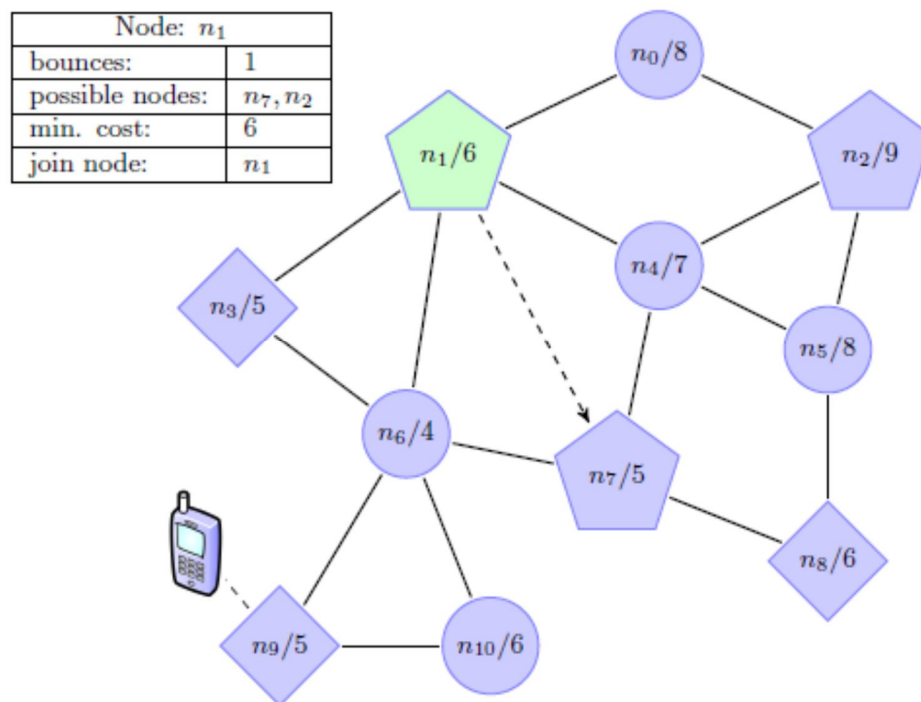 Node: n₁
bounces: 1
possible nodes: n₇, n₂
min. cost: 6
join node: n₁
n₀/8
n₁/6
n₂/9
n₄/7
n₃/5
n₅/8
n₆/4
n₇/5
n₈/6
n₉/5
n₁₀/6